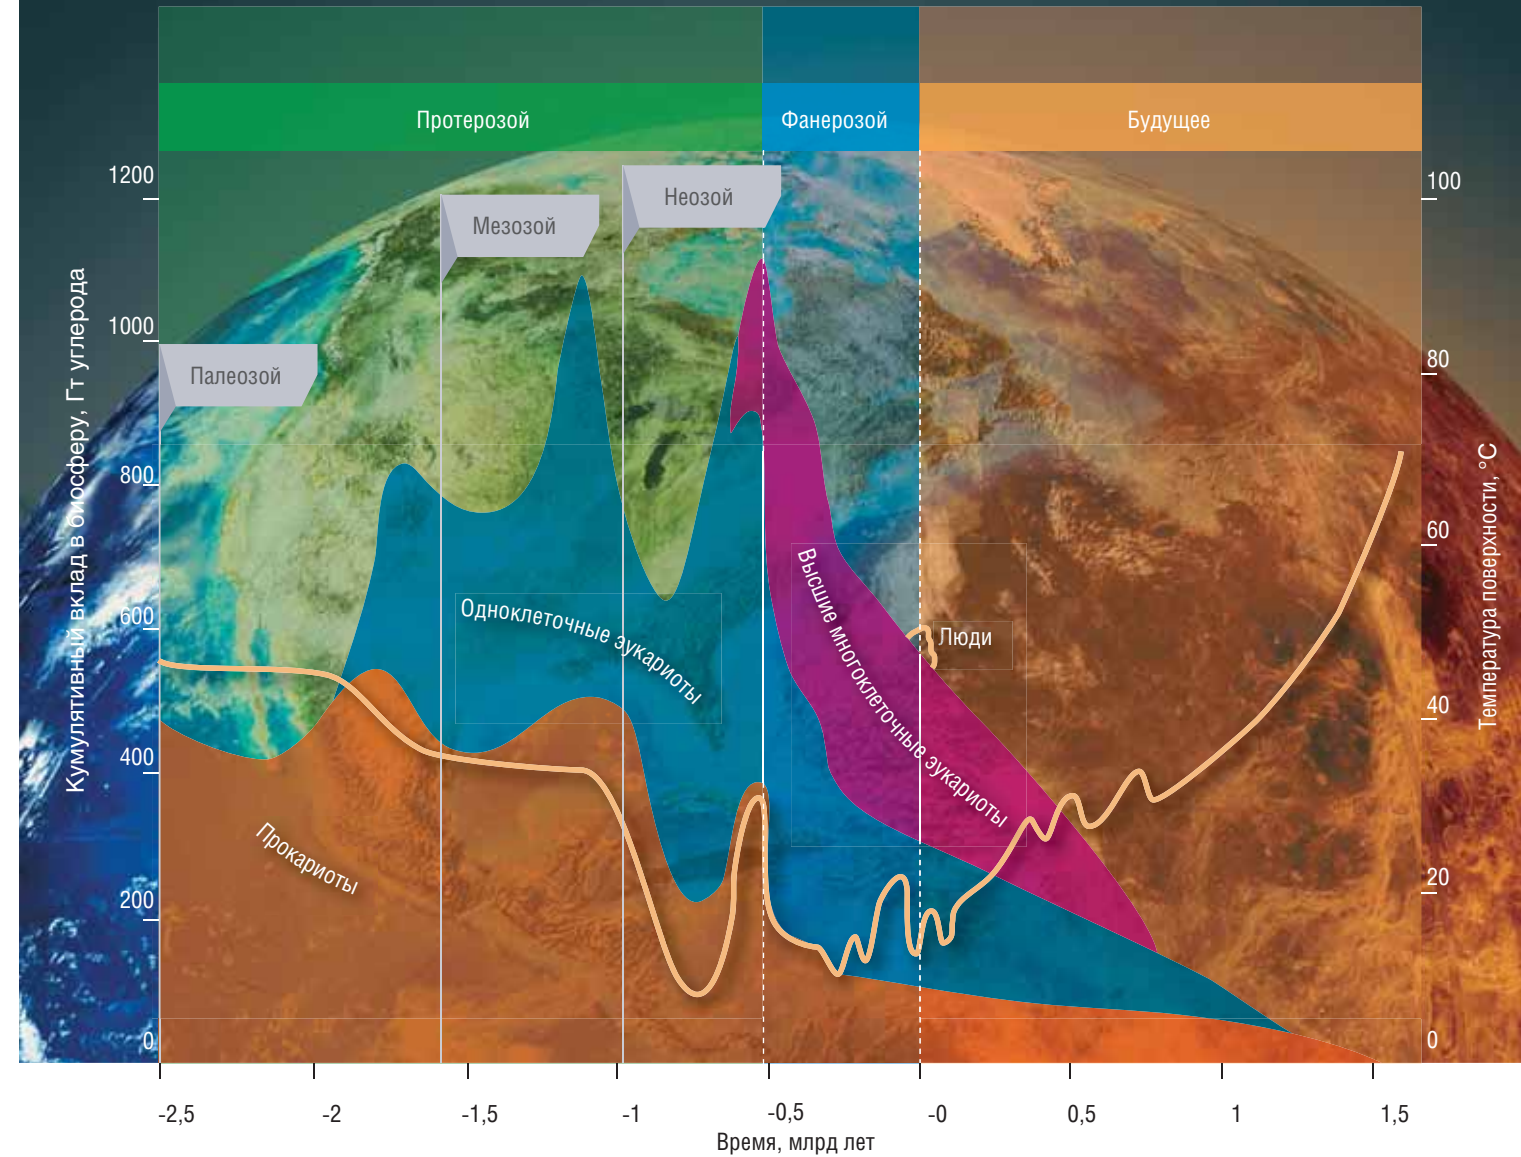 Протерозой
Фанерозой
Будущее
Палеозой
Мезозой
Неозой
Кумулятивный вклад в биосферу, Гт углерода
1200
1000
800
600
400
200
0
Температура поверхности, °C
100
80
60
40
20
0
Одноклеточные эукариоты
Высшие многоклеточные эукариоты
Люди
Прокариоты
-2,5
-2
-1,5
-1
-0,5
-0
0,5
1
1,5
Время, млрд лет